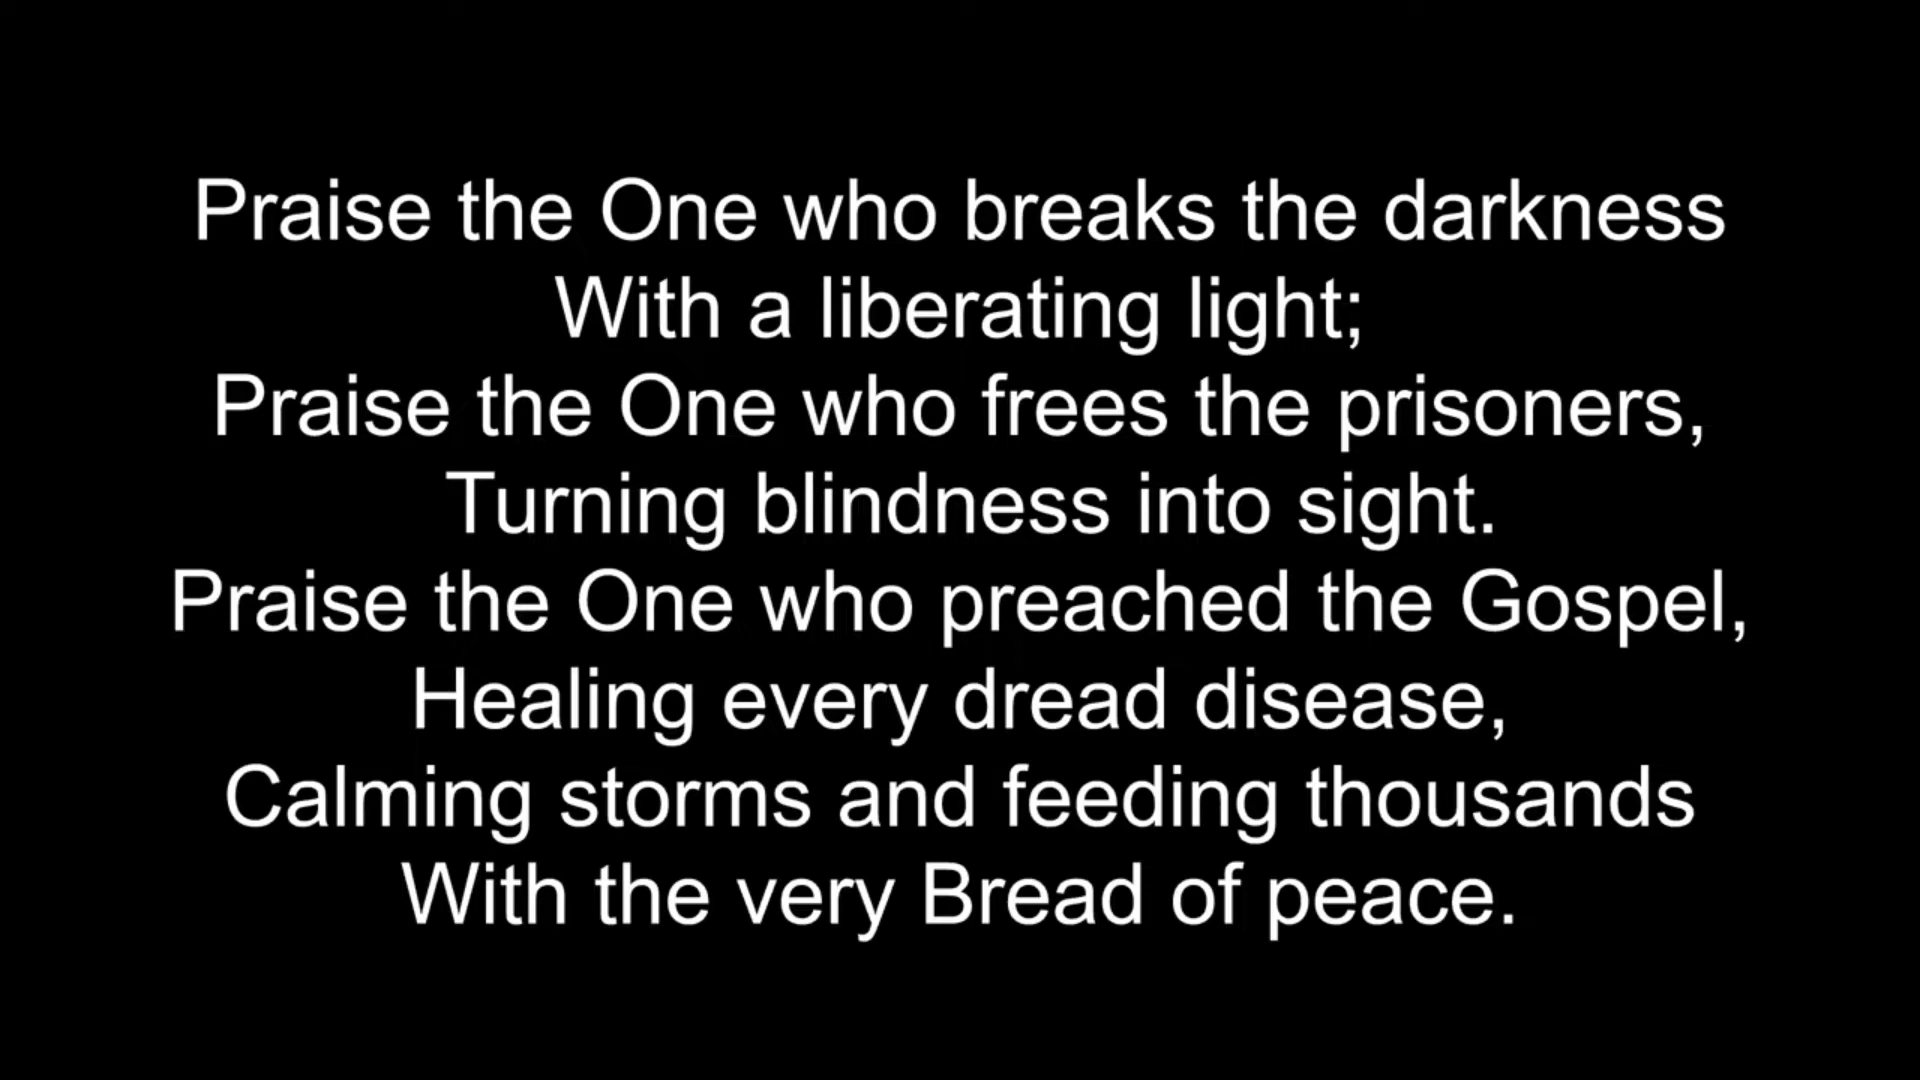 Praise the One who breaks the darkness
With a liberating light;
Praise the One who frees the prisoners,
Turning blindness into sight.
Praise the One who preached the Gospel,
Healing every dread disease,
Calming storms and feeding thousands
With the very Bread of peace.